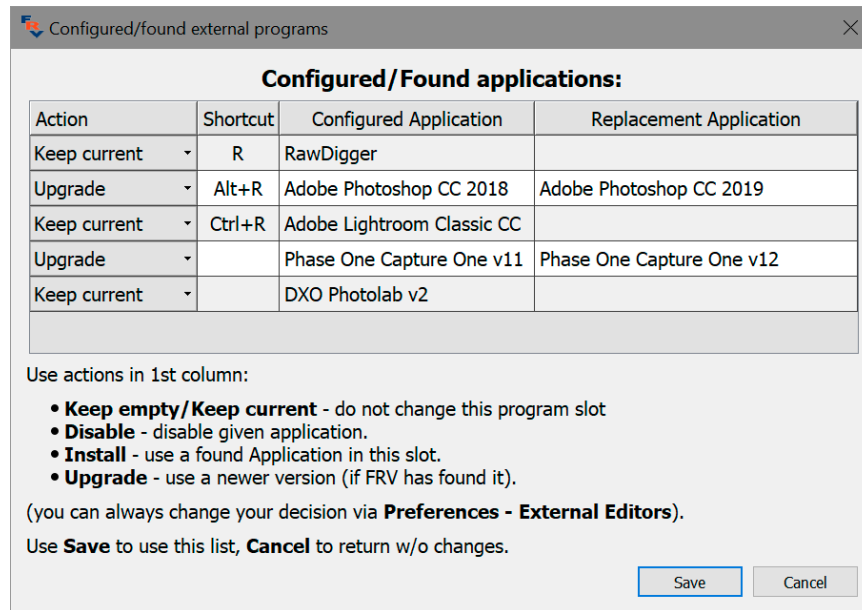 FRV Configured/found external programs
Configured/Found applications:
Action Shortcut Configured Application Replacement Application
Keep current R RawDigger
Upgrade Alt+R Adobe Photoshop CC 2018 Adobe Photoshop CC 2019
Keep current Ctrl+R Adobe Lightroom Classic CC
Upgrade Phase One Capture One v11 Phase One Capture One v12
Keep current DXO Photolab v2
Use actions in 1st column:
• Keep empty/Keep current - do not change this program slot
• Disable - disable given application.
• Install - use a found Application in this slot.
• Upgrade - use a newer version (if FRV has found it).
(you can always change your decision via Preferences - External Editors).
Use Save to use this list, Cancel to return w/o changes.
Save Cancel